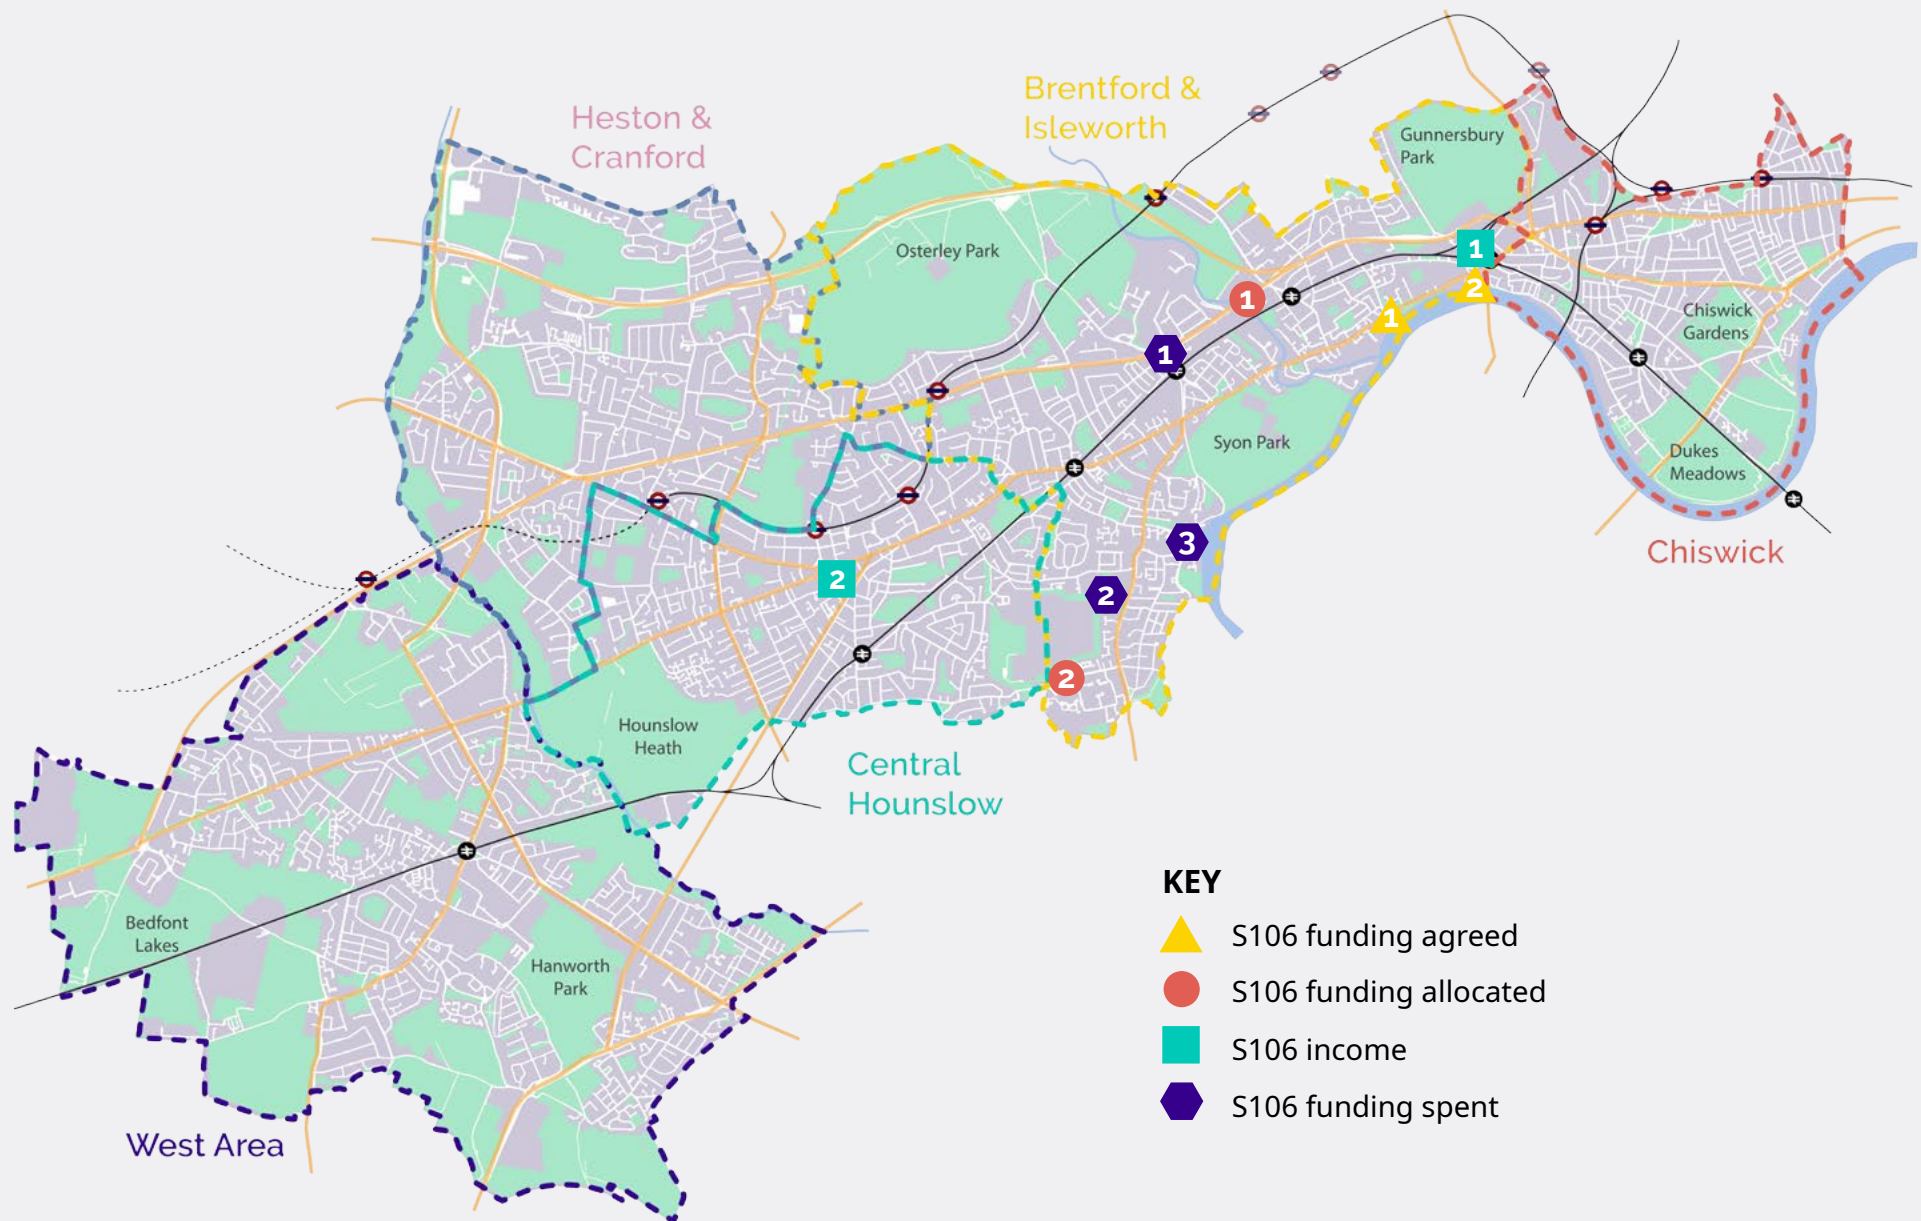 Heston &
Cranford
Brentford &
Isleworth
Gunnersbury
Park
Osterley Park
1
2
1
1
1
Chiswick
Gardens
Syon Park
Dukes
Meadows
3
Chiswick
2
2
2
Hounslow
Heath
Central
Hounslow
Bedfont
Lakes
Hanworth
Park
West Area
KEY
S106 funding agreed
S106 funding allocated
S106 income
S106 funding spent